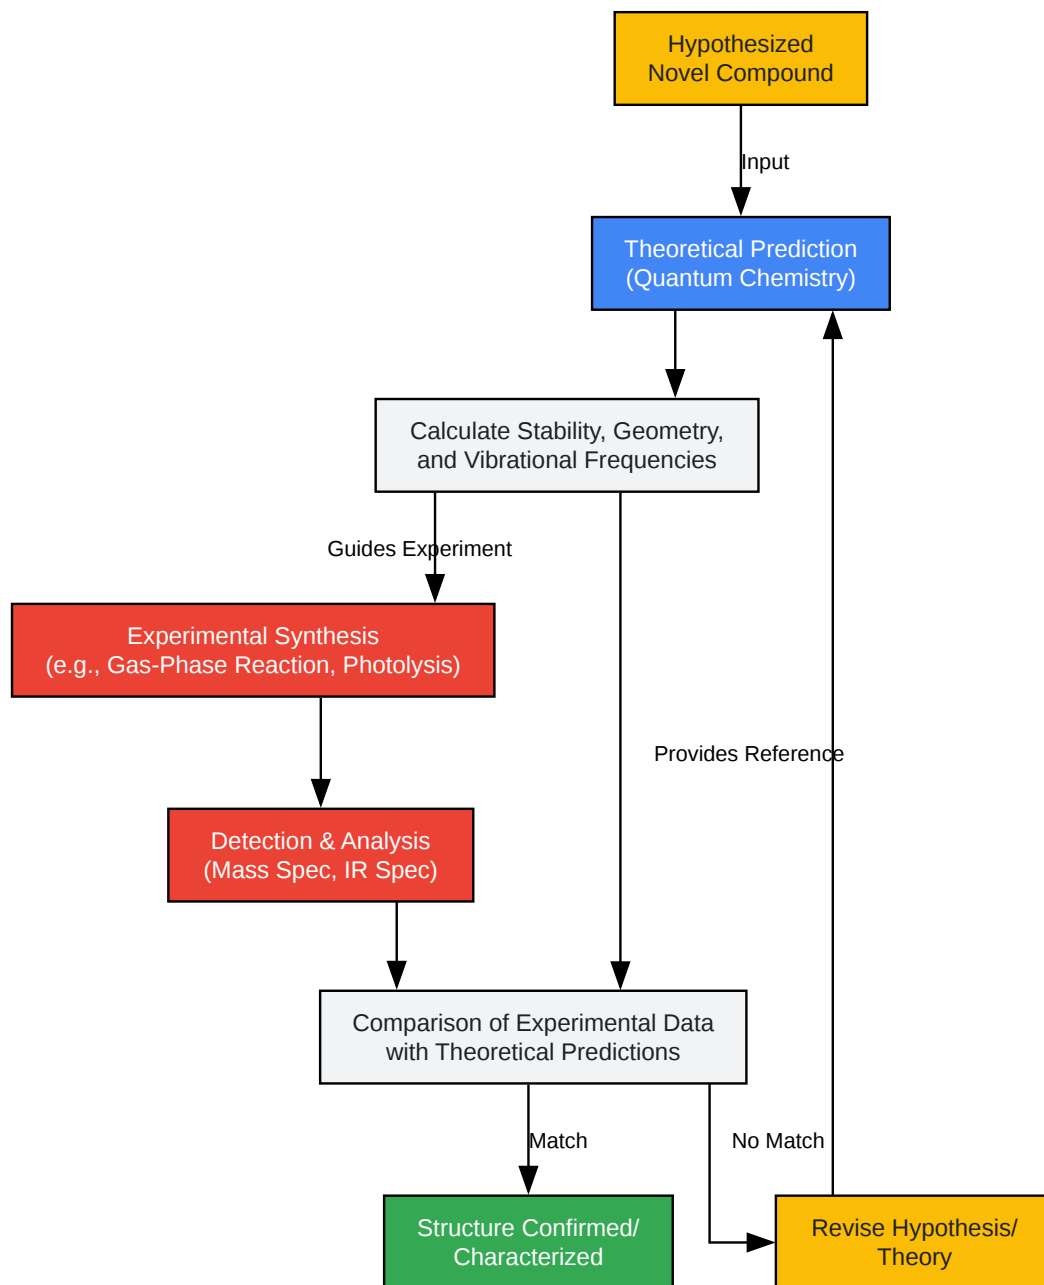 Hypothesized
Novel Compound
Input
Theoretical Prediction
(Quantum Chemistry)
Calculate Stability, Geometry,
and Vibrational Frequencies
Guides Experiment
Experimental Synthesis
(e.g., Gas-Phase Reaction, Photolysis)
Provides Reference
Detection & Analysis
(Mass Spec, IR Spec)
Comparison of Experimental Data
with Theoretical Predictions
Match
No Match
Structure Confirmed/
Characterized
Revise Hypothesis/
Theory